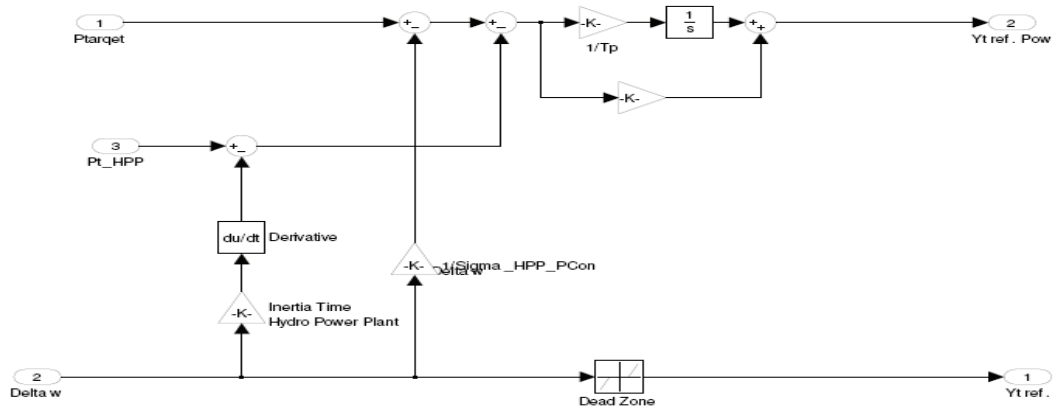 1
Ptarqet
+
-
+
-
-K-
1/Tp
1
s
+
+
2
Yt ref . Pow
-K-
3
Pt_HPP
+
-
du/dt
Derivative
-K-
1/Sigma _HPP_PCon
Delta w
-K-
Inertia Time
Hydro Power Plant
2
Delta w
Dead Zone
1
Yt ref .